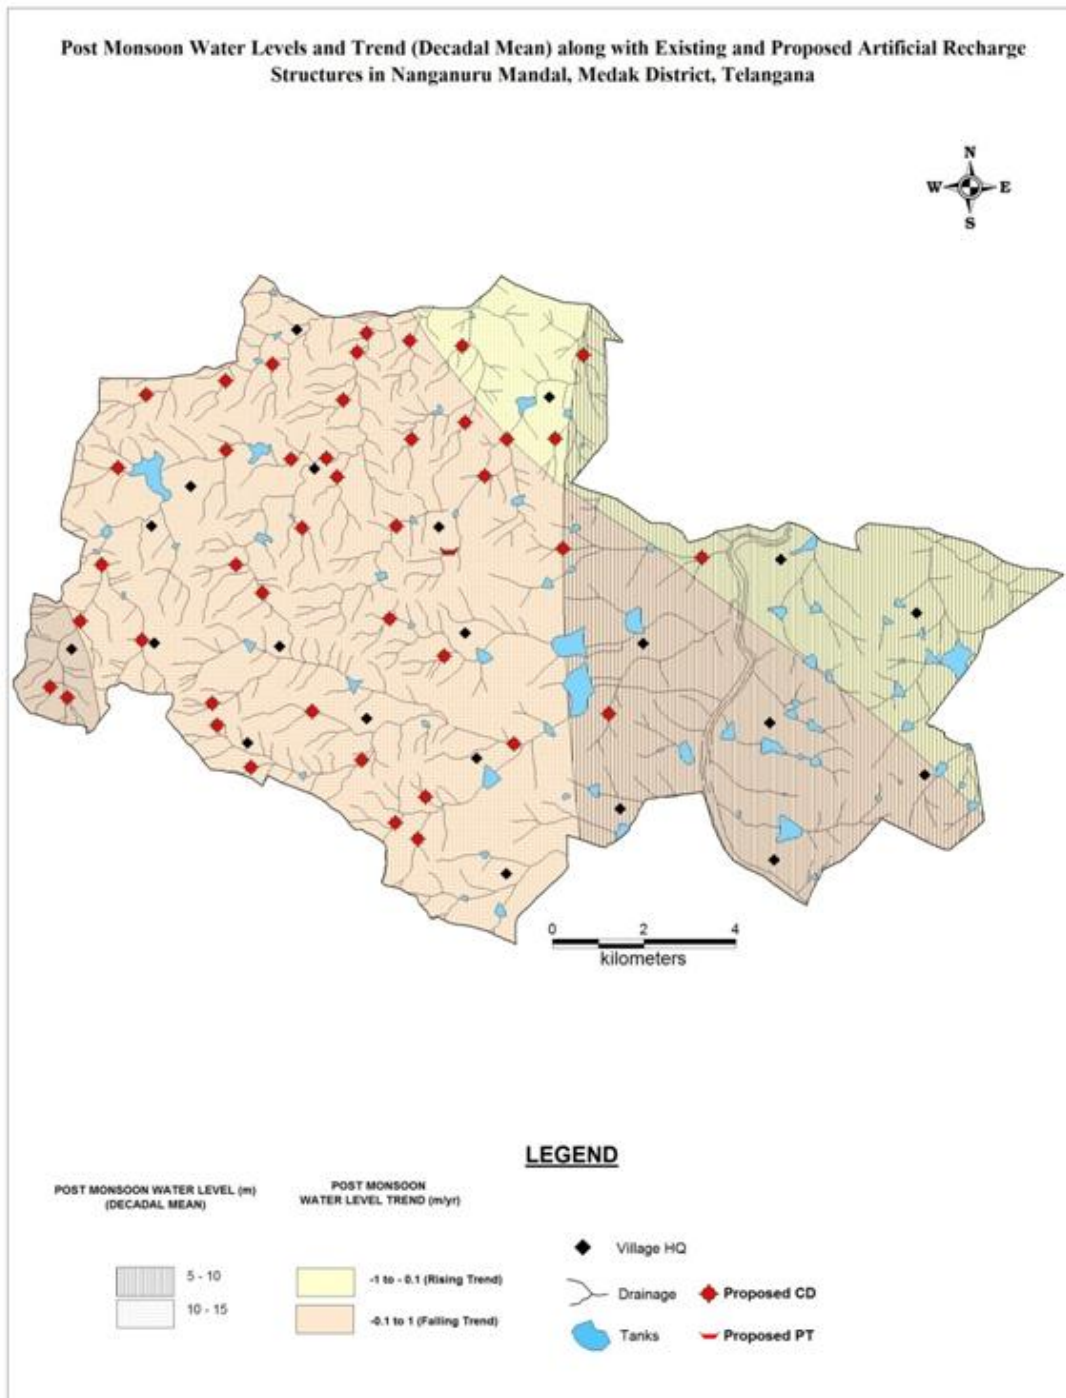 Post Monsoon Water Levels and Trend (Decadal Mean) along with Existing and Proposed Artificial Recharge
Structures in Nanganuru Mandal, Medak District, Telangana
N
W E
S
0 2 4
kilometers
LEGEND
POST MONSOON WATER LEVEL (m)
(DECADAL MEAN)
5 - 10
10 - 15
POST MONSOON
WATER LEVEL TREND (m/yr)
-1 to - 0.1 (Rising Trend)
-0.1 to 1 (Falling Trend)
Village HQ
Drainage
Proposed CD
Tanks
Proposed PT